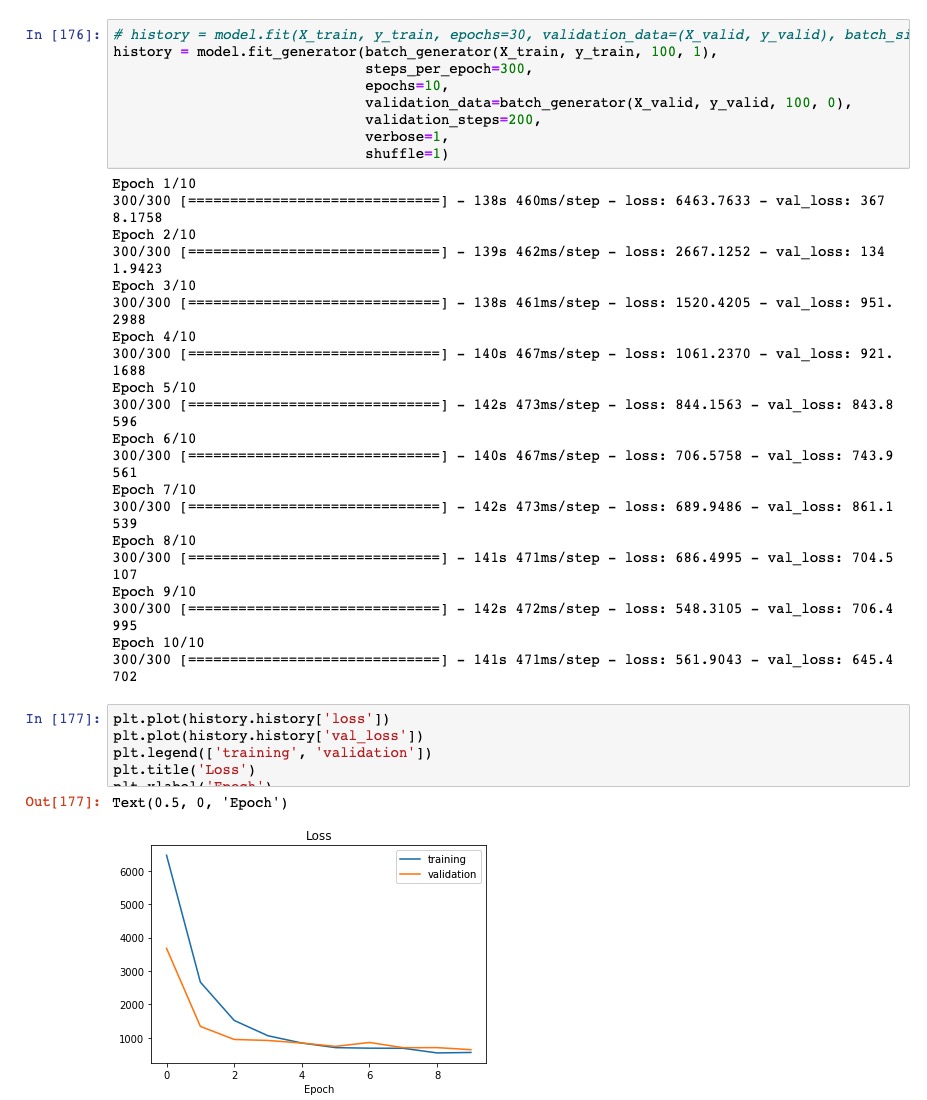 In [176]:
# history = model.fit(X_train, y_train, epochs=30, validation_data=(X_valid, y_valid), batch_si
history = model.fit_generator(batch_generator(X_train, y_train, 100, 1),
steps_per_epoch=300,
epochs=10,
validation_data=batch_generator(X_valid, y_valid, 100, 0),
validation_steps=200,
verbose=1,
shuffle=1)
Epoch 1/10
300/300 [==============================] - 138s 460ms/step - loss: 6463.7633 - val_loss: 367
8.1758
Epoch 2/10
300/300 [==============================] - 139s 462ms/step - loss: 2667.1252 - val_loss: 134
1.9423
Epoch 3/10
300/300 [==============================] - 138s 461ms/step - loss: 1520.4205 - val_loss: 951.
2988
Epoch 4/10
300/300 [==============================] - 140s 467ms/step - loss: 1061.2370 - val_loss: 921.
1688
Epoch 5/10
300/300 [==============================] - 142s 473ms/step - loss: 844.1563 - val_loss: 843.8
596
Epoch 6/10
300/300 [==============================] - 140s 467ms/step - loss: 706.5758 - val_loss: 743.9
561
Epoch 7/10
300/300 [==============================] - 142s 473ms/step - loss: 689.9486 - val_loss: 861.1
539
Epoch 8/10
300/300 [==============================] - 141s 471ms/step - loss: 686.4995 - val_loss: 704.5
107
Epoch 9/10
300/300 [==============================] - 142s 472ms/step - loss: 548.3105 - val_loss: 706.4
995
Epoch 10/10
300/300 [==============================] - 141s 471ms/step - loss: 561.9043 - val_loss: 645.4
702
In [177]:
plt.plot(history.history['loss'])
plt.plot(history.history['val_loss'])
plt.legend(['training', 'validation'])
plt.title('Loss')
plt.xlabel('Epoch')
Out[177]: Text(0.5, 0, 'Epoch')
Loss
training
validation
6000
5000
4000
3000
2000
1000
0 2 4 6 8
Epoch